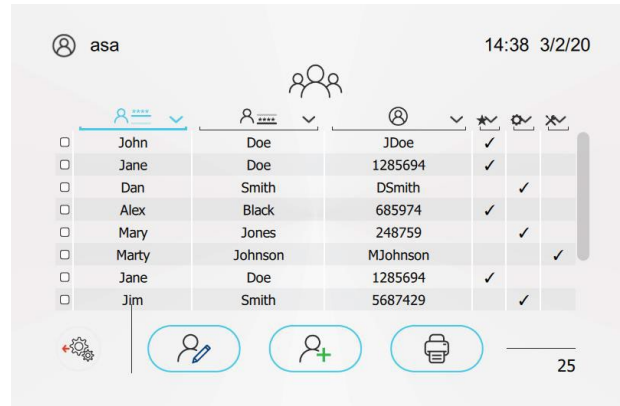 asa 14:38 3/2/20
John Doe JDoe ✓
Jane Doe 1285694 ✓
Dan Smith DSmith ✓
Alex Black 685974 ✓
Mary Jones 248759 ✓
Marty Johnson MJohnson ✓
Jane Doe 1285694 ✓
Jim Smith 5687429 ✓
25